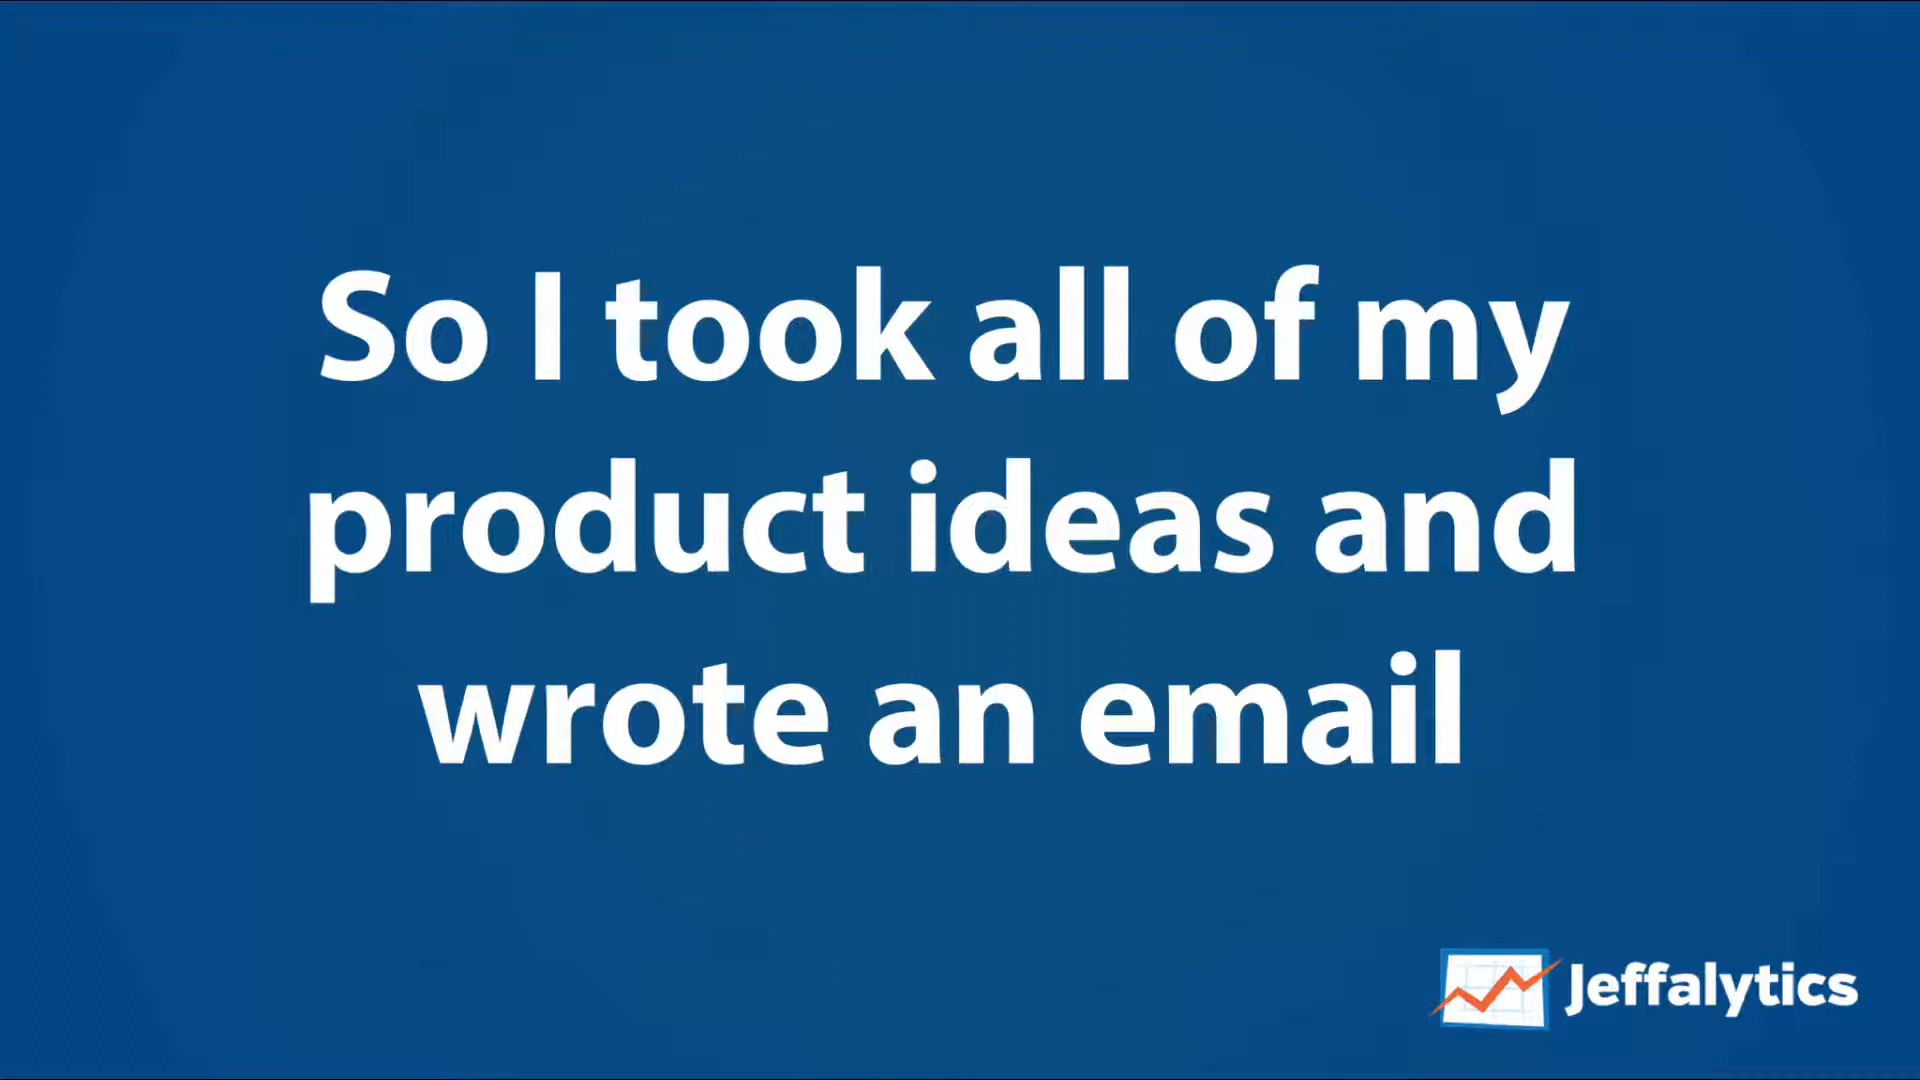 So I took all of my
product ideas and
wrote an email
Jeffalytics